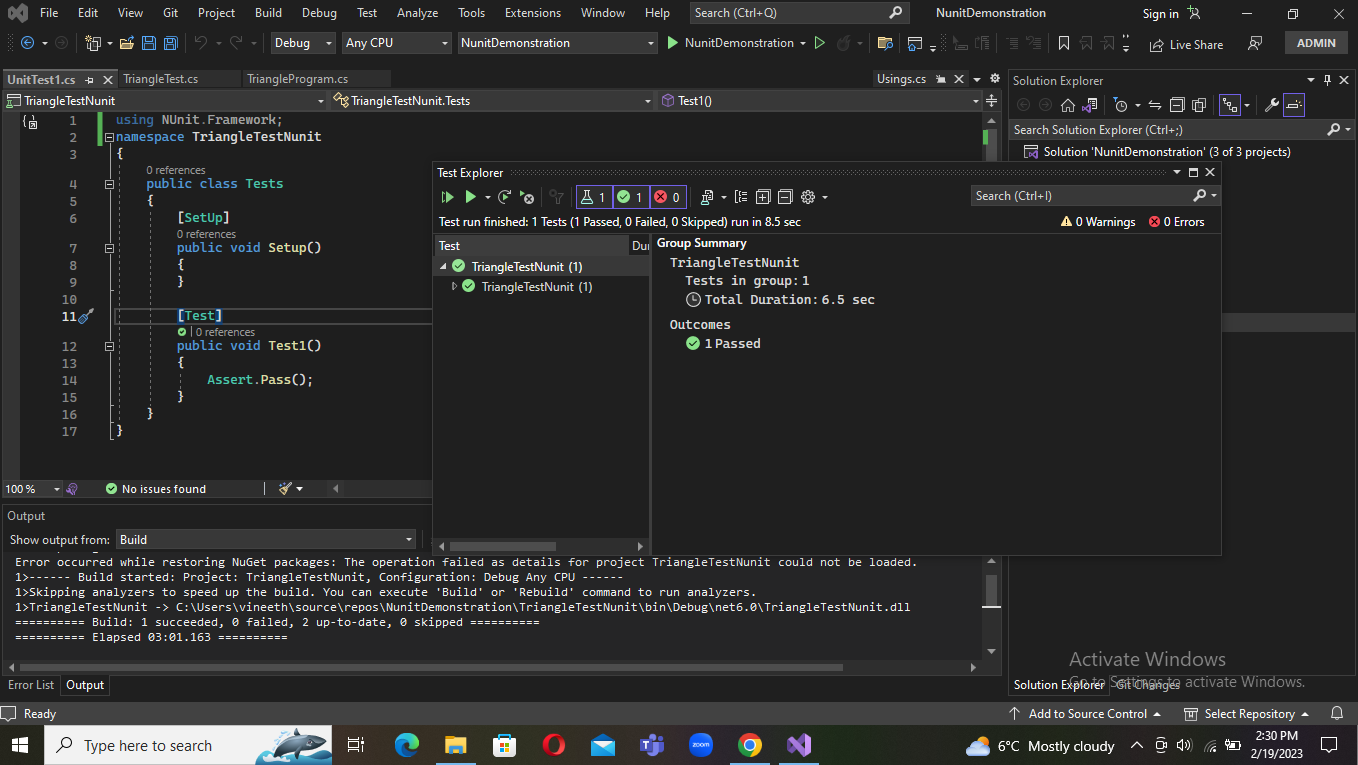 File Edit View Git Project Build Debug Test Analyze Tools Extensions Window Help Search (Ctrl+Q) NunitDemonstration Sign in
Debug Any CPU NunitDemonstration NunitDemonstration Live Share ADMIN
UnitTest1.cs TriangleTest.cs TriangleProgram.cs Usings.cs
TriangleTestNunit TriangleTestNunit.Tests Test1()
1 using NUnit.Framework;
2 namespace TriangleTestNunit
3 {
0 references
4 public class Tests
5 {
6 [SetUp]
0 references
7 public void Setup()
8 {
9 }
10
11 [Test]
0 references
12 public void Test1()
13 {
14 Assert.Pass();
15 }
16 }
17 }
100 % No issues found
Test Explorer
1 1 0 Search (Ctrl+I)
Test run finished: 1 Tests (1 Passed, 0 Failed, 0 Skipped) run in 8.5 sec 0 Warnings 0 Errors
Test Dur
TriangleTestNunit (1)
TriangleTestNunit (1)
Group Summary
TriangleTestNunit
Tests in group: 1
Total Duration: 6.5 sec
Outcomes
1 Passed
Solution Explorer
Search Solution Explorer (Ctrl+;)
Solution 'NunitDemonstration' (3 of 3 projects)
Output
Show output from: Build
Error occurred while restoring NuGet packages: The operation failed as details for project TriangleTestNunit could not be loaded.
1>------ Build started: Project: TriangleTestNunit, Configuration: Debug Any CPU ------
1>Skipping analyzers to speed up the build. You can execute 'Build' or 'Rebuild' command to run analyzers.
1>TriangleTestNunit -> C:\Users\vineeth\source\repos\NunitDemonstration\TriangleTestNunit\bin\Debug\net6.0\TriangleTestNunit.dll
========== Build: 1 succeeded, 0 failed, 2 up-to-date, 0 skipped ==========
========== Elapsed 03:01.163 ==========
Error List Output
Activate Windows
Go to Settings to activate Windows.
Solution Explorer Git Changes
Ready Add to Source Control Select Repository
Type here to search zoom 6°C Mostly cloudy 2:30 PM
2/19/2023